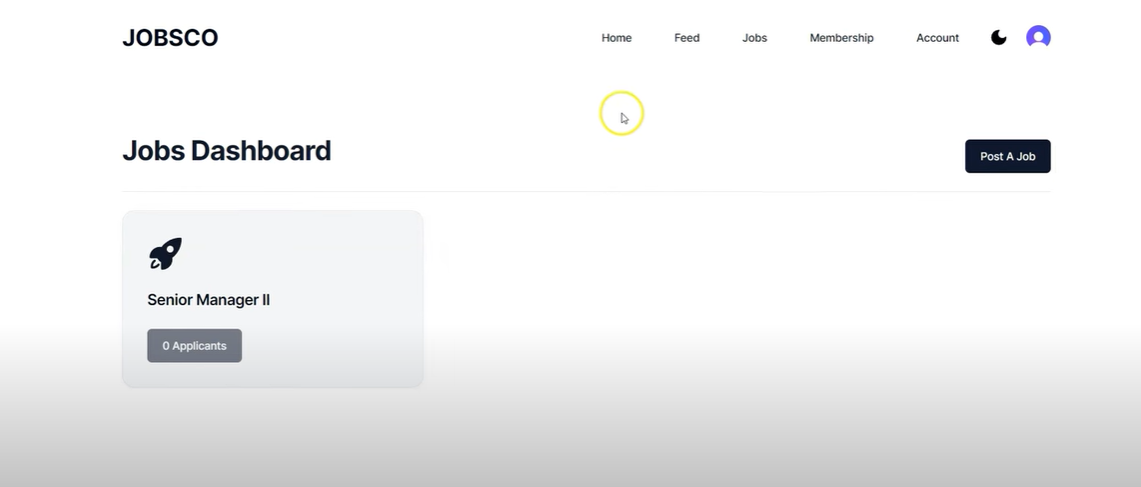 JOBSCO
Home Feed Jobs Membership Account
Jobs Dashboard
Post A Job
Senior Manager II
0 Applicants